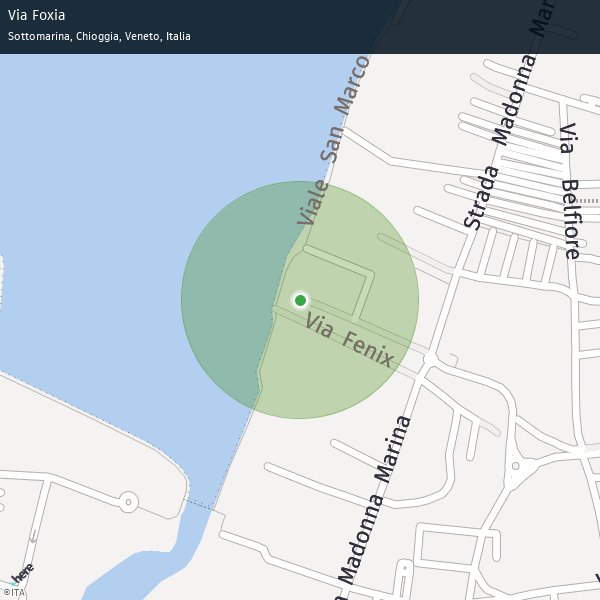 Via Foxia
Sottomarina, Chioggia, Veneto, Italia
Viale San Marco
Strada Madonna Mar
Via Belfiore
Via Fenix
a Madonna Marina
here
©ITA